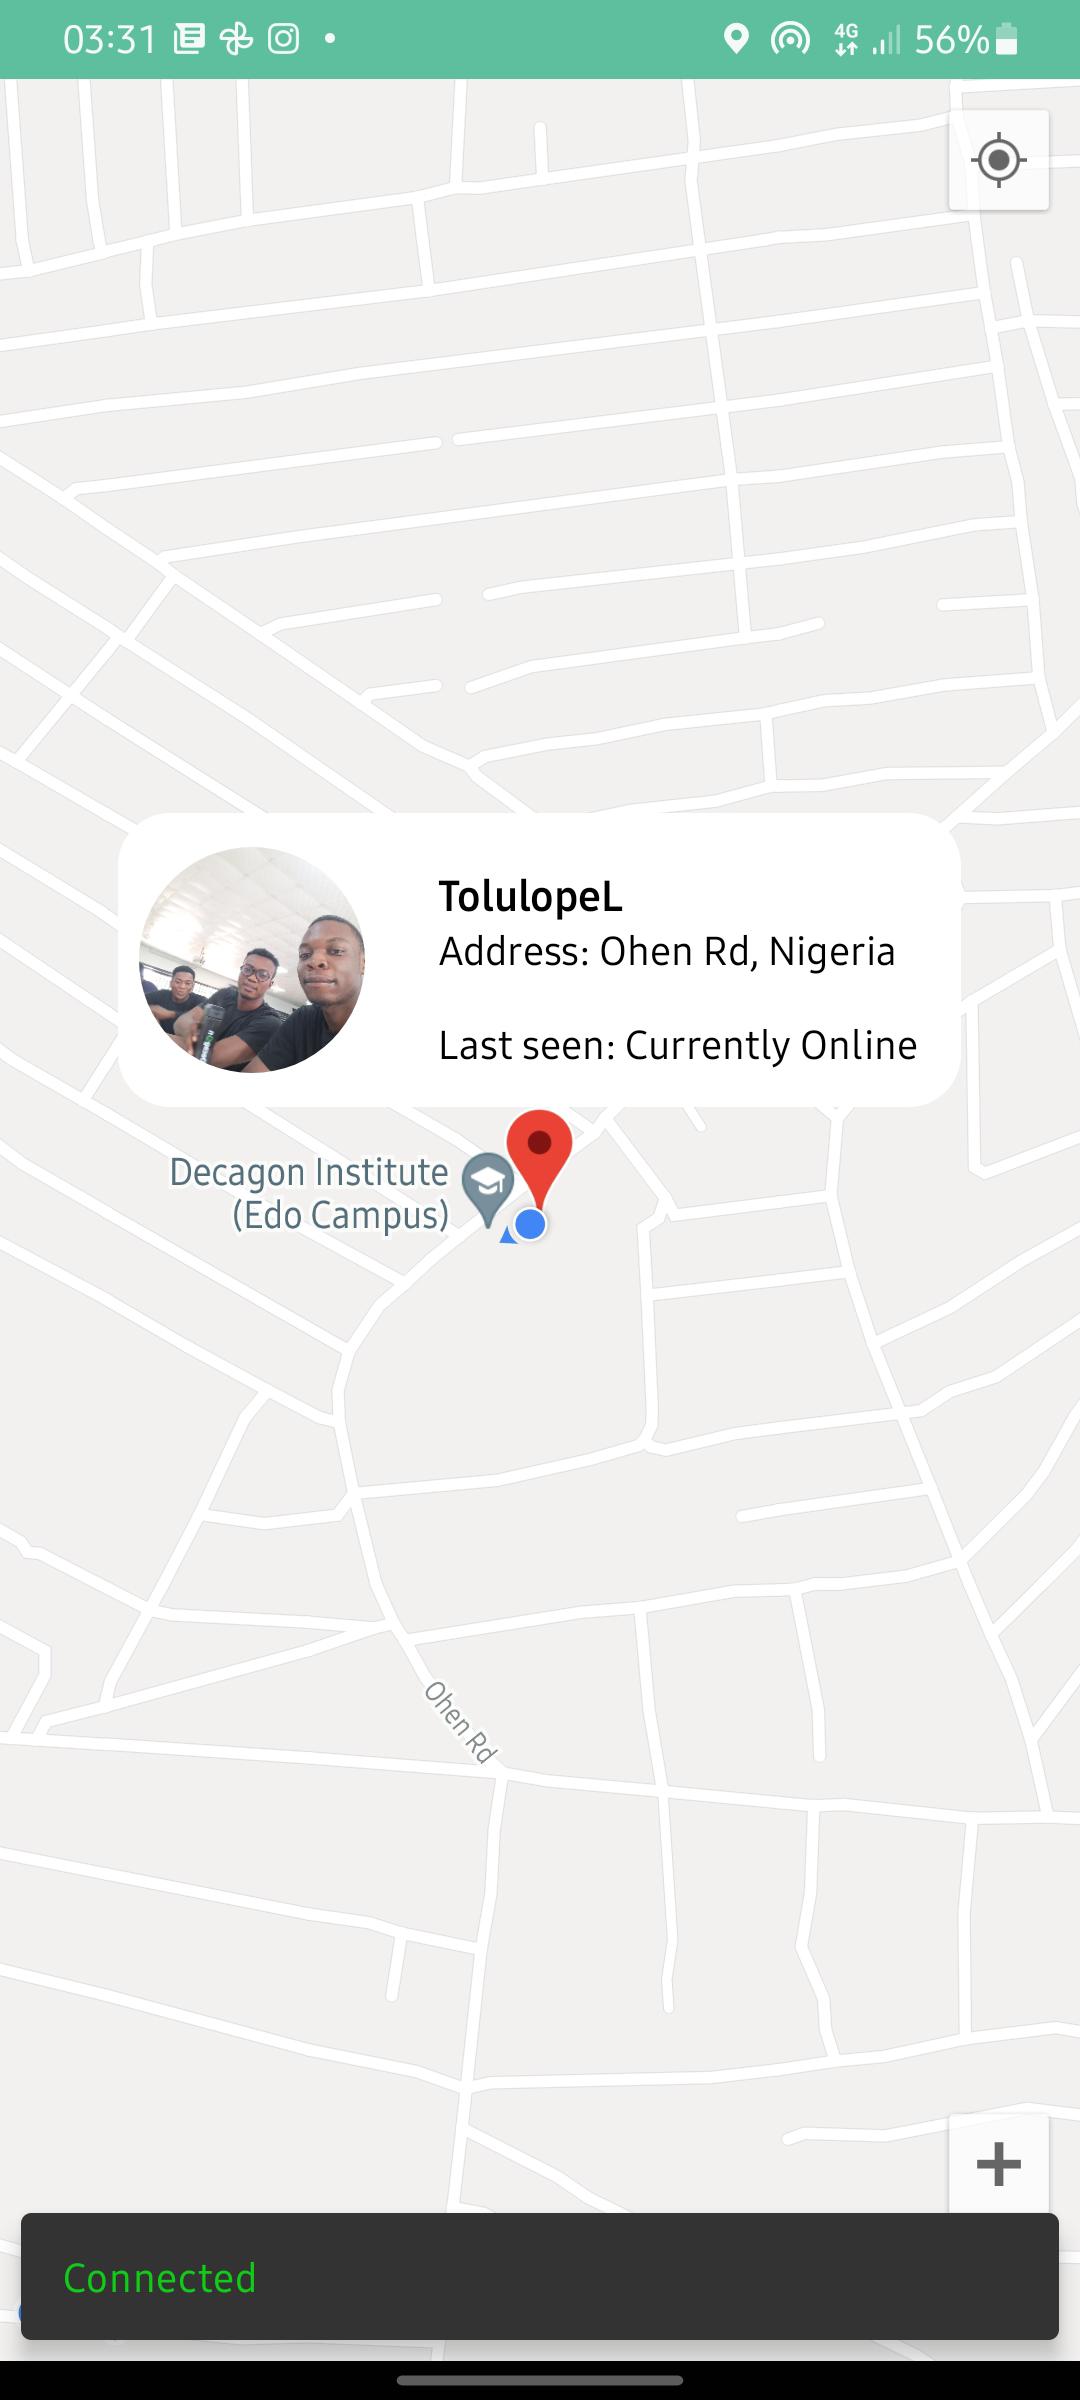 03:31
4G
56%
TolulopeL
Address: Ohen Rd, Nigeria
Last seen: Currently Online
Decagon Institute
(Edo Campus)
Ohen Rd
Connected